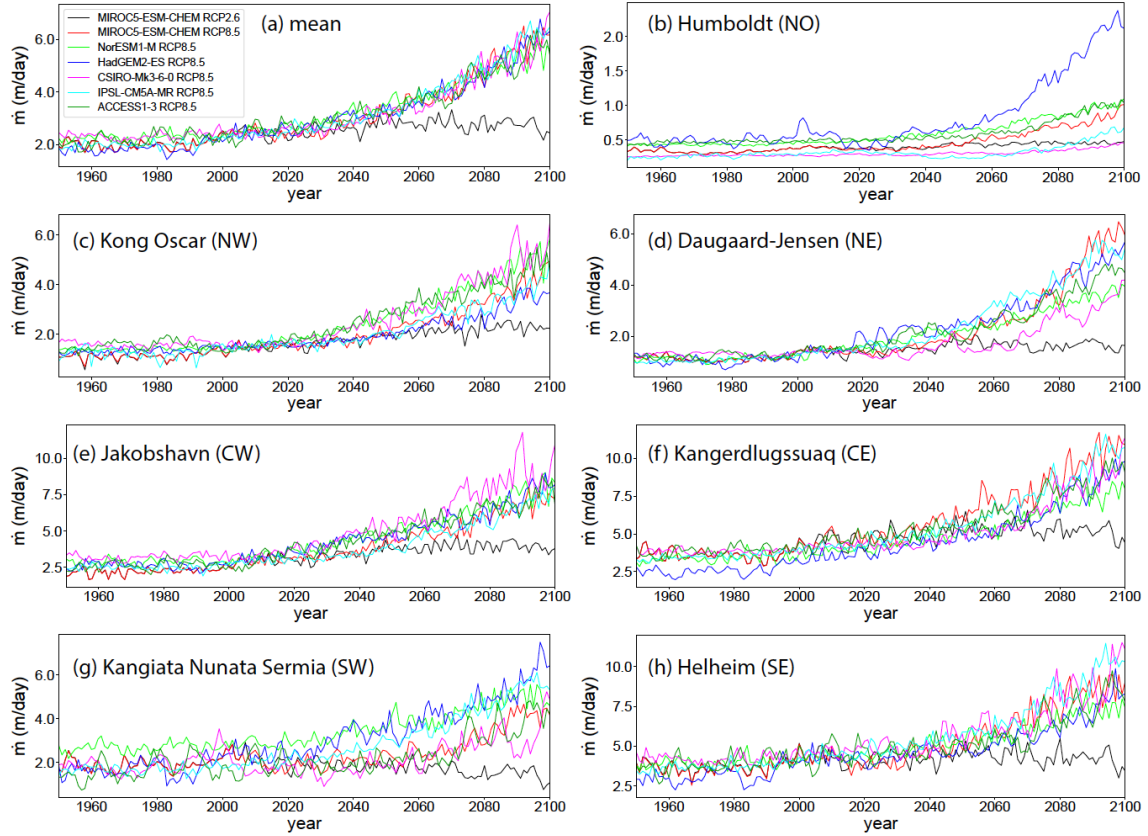 (a) mean
MIROC5-ESM-CHEM RCP2.6
MIROC5-ESM-CHEM RCP8.5
NorESM1-M RCP8.5
HadGEM2-ES RCP8.5
CSIRO-Mk3-6-0 RCP8.5
IPSL-CM5A-MR RCP8.5
ACCESS1-3 RCP8.5
ṁ (m/day)
6.0
4.0
2.0
1960 1980 2000 2020 2040 2060 2080 2100
year
(b) Humboldt (NO)
ṁ (m/day)
2.0
1.5
1.0
0.5
1960 1980 2000 2020 2040 2060 2080 2100
year
(c) Kong Oscar (NW)
ṁ (m/day)
6.0
4.0
2.0
1960 1980 2000 2020 2040 2060 2080 2100
year
(d) Daugaard-Jensen (NE)
ṁ (m/day)
6.0
4.0
2.0
1960 1980 2000 2020 2040 2060 2080 2100
year
(e) Jakobshavn (CW)
ṁ (m/day)
10.0
7.5
5.0
2.5
1960 1980 2000 2020 2040 2060 2080 2100
year
(f) Kangerdlugssuaq (CE)
ṁ (m/day)
10.0
7.5
5.0
2.5
1960 1980 2000 2020 2040 2060 2080 2100
year
(g) Kangiata Nunata Sermia (SW)
ṁ (m/day)
6.0
4.0
2.0
1960 1980 2000 2020 2040 2060 2080 2100
year
(h) Helheim (SE)
ṁ (m/day)
10.0
7.5
5.0
2.5
1960 1980 2000 2020 2040 2060 2080 2100
year